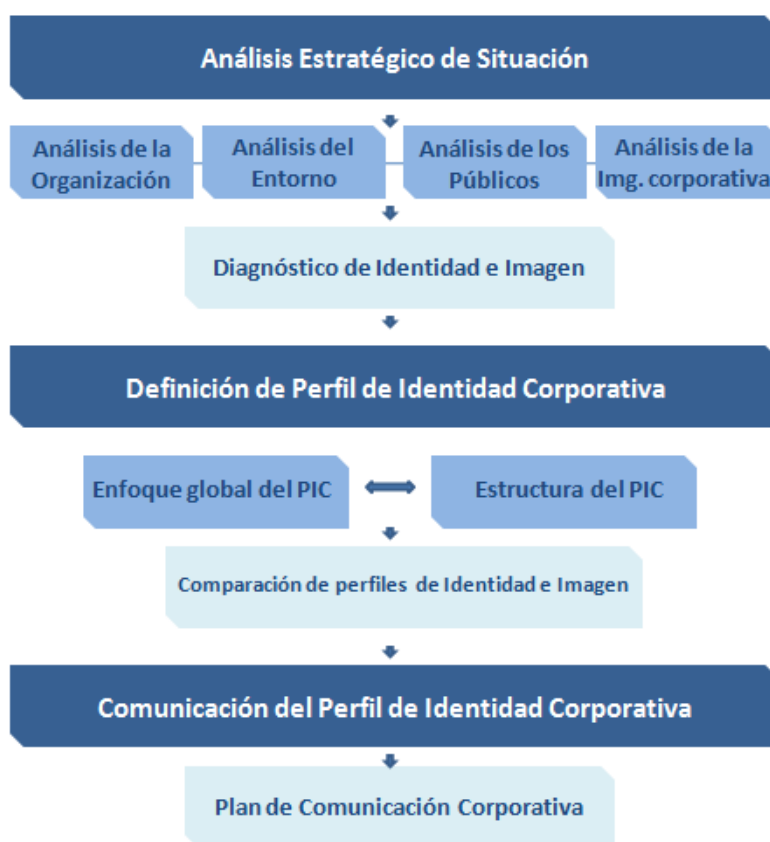 Análisis Estratégico de Situación
Análisis de la
Organización
Análisis del
Entorno
Análisis de los
Públicos
Análisis de la
Img. corporativa
Diagnóstico de Identidad e Imagen
Definición de Perfil de Identidad Corporativa
Enfoque global del PIC
Estructura del PIC
Comparación de perfiles de Identidad e Imagen
Comunicación del Perfil de Identidad Corporativa
Plan de Comunicación Corporativa